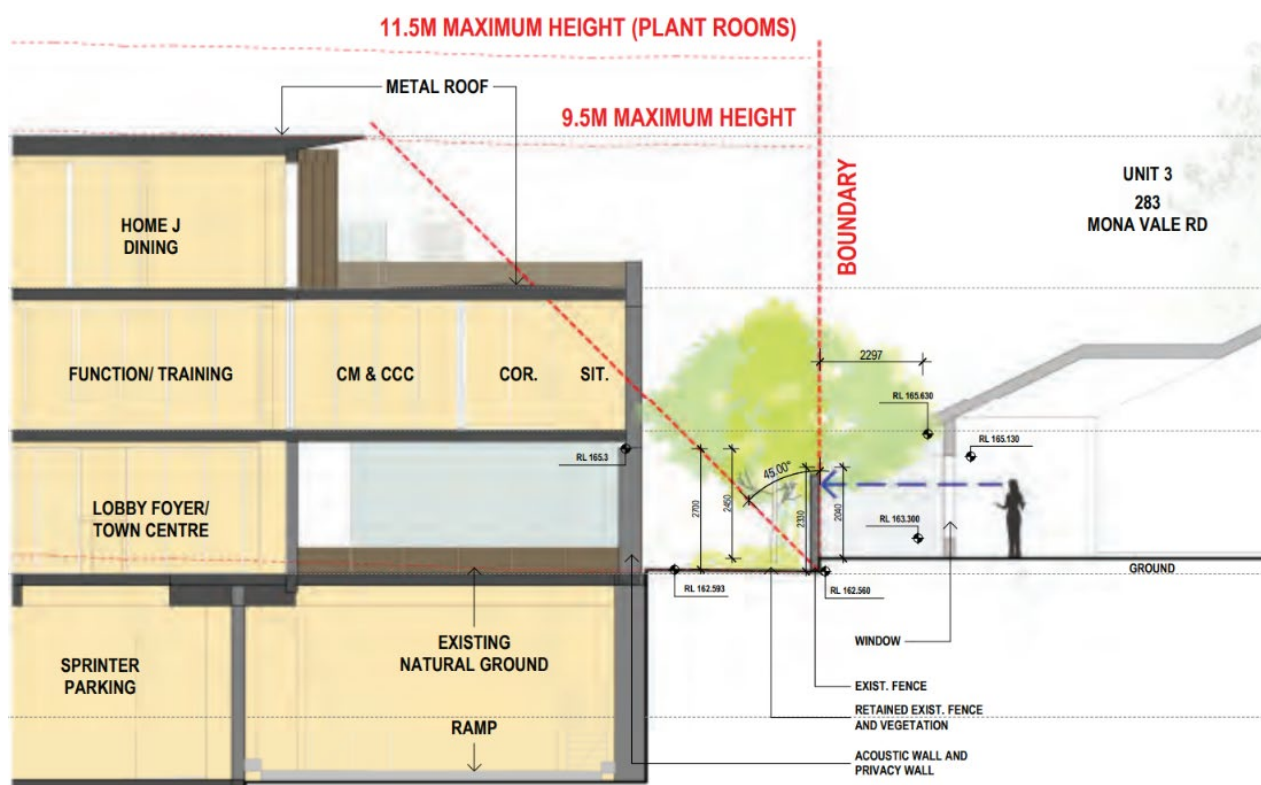 11.5M MAXIMUM HEIGHT (PLANT ROOMS)
METAL ROOF
9.5M MAXIMUM HEIGHT
BOUNDARY
UNIT 3
283
MONA VALE RD
HOME J
DINING
FUNCTION/ TRAINING
CM & CCC
COR.
SIT.
2297
RL 165.630
RL 165.130
RL 165.3
45.00°
2700
2450
2330
2040
LOBBY FOYER/
TOWN CENTRE
RL 163.300
GROUND
RL 162.593
RL 162.560
WINDOW
EXISTING
NATURAL GROUND
SPRINTER
PARKING
EXIST. FENCE
RETAINED EXIST. FENCE
AND VEGETATION
RAMP
ACOUSTIC WALL AND
PRIVACY WALL